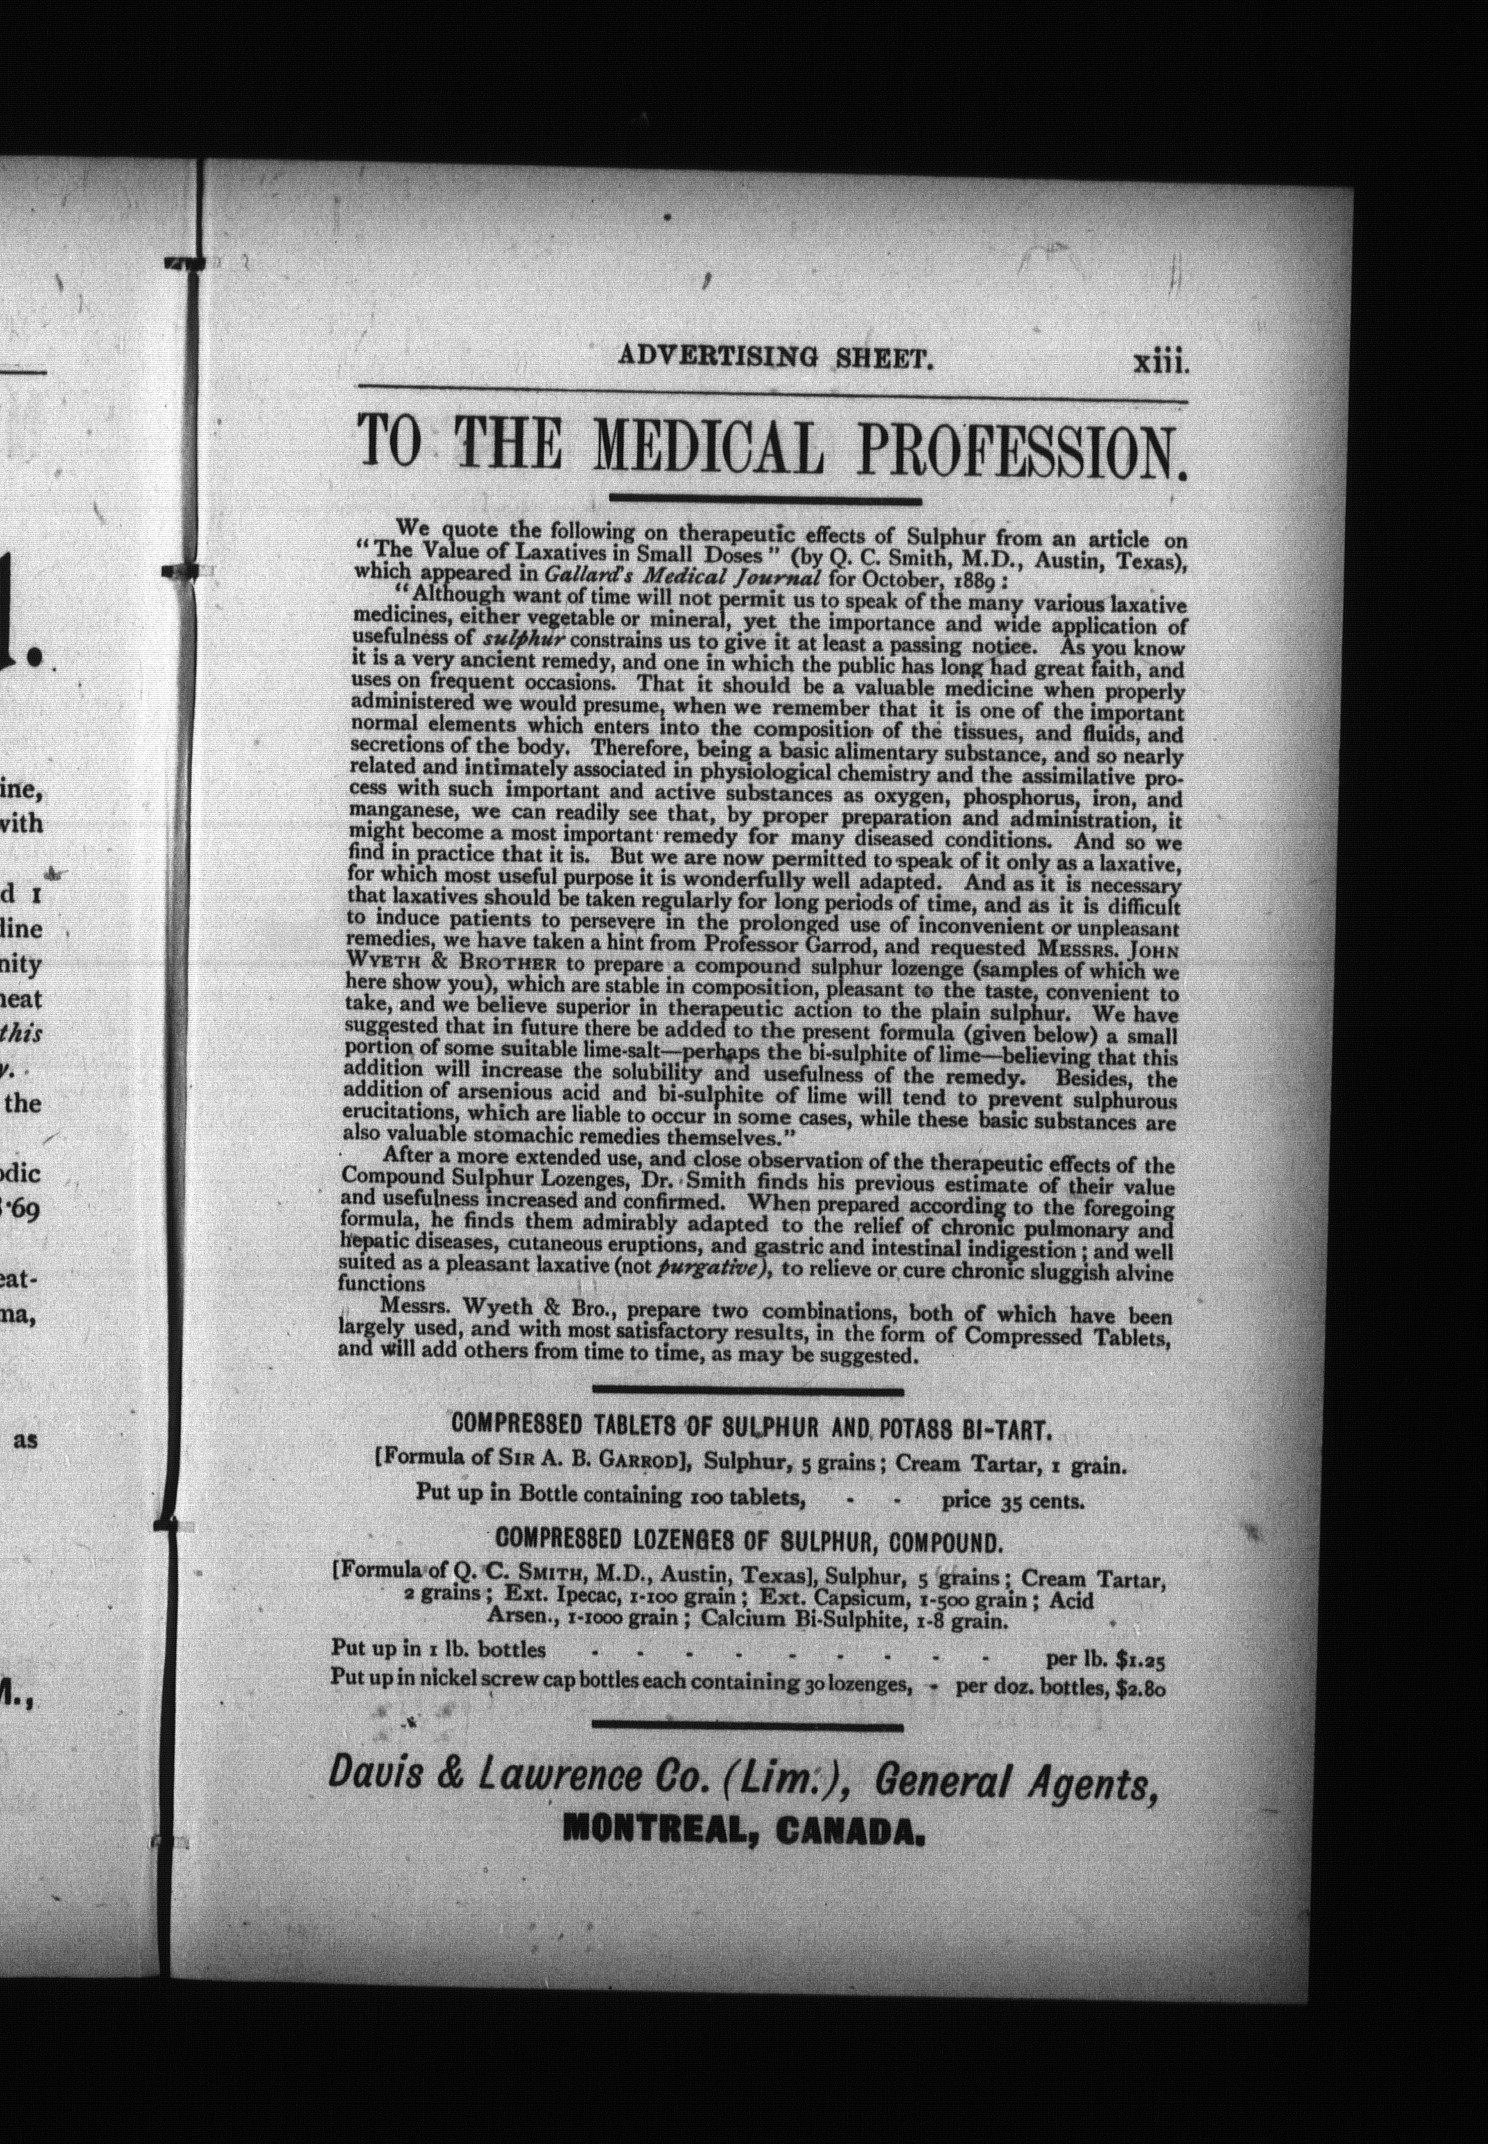 ine,
with
d 1
line
nity
neat
this
y.
the
odic
3·69
eat-
ma,
as
M.,
ADVERTISING SHEET. xiii.
TO THE MEDICAL PROFESSION.
We quote the following on therapeutic effects of Sulphur from an article on
"The Value of Laxatives in Small Doses" (by Q. C. Smith, M.D., Austin, Texas),
which appeared in Gallard's Medical Journal for October, 1889:
"Although want of time will not permit us to speak of the many various laxative
medicines, either vegetable or mineral, yet the importance and wide application of
usefulness of sulphur constrains us to give it at least a passing notice. As you know
it is a very ancient remedy, and one in which the public has long had great faith, and
uses on frequent occasions. That it should be a valuable medicine when properly
administered we would presume, when we remember that it is one of the important
normal elements which enters into the composition of the tissues, and fluids, and
secretions of the body. Therefore, being a basic alimentary substance, and so nearly
related and intimately associated in physiological chemistry and the assimilative pro-
cess with such important and active substances as oxygen, phosphorus, iron, and
manganese, we can readily see that, by proper preparation and administration, it
might become a most important remedy for many diseased conditions. And so we
find in practice that it is. But we are now permitted to speak of it only as a laxative,
for which most useful purpose it is wonderfully well adapted. And as it is necessary
that laxatives should be taken regularly for long periods of time, and as it is difficult
to induce patients to persevere in the prolonged use of inconvenient or unpleasant
remedies, we have taken a hint from Professor Garrod, and requested MESSRS. JOHN
WYETH & BROTHER to prepare a compound sulphur lozenge (samples of which we
here show you), which are stable in composition, pleasant to the taste, convenient to
take, and we believe superior in therapeutic action to the plain sulphur. We have
suggested that in future there be added to the present formula (given below) a small
portion of some suitable lime-salt—perhaps the bi-sulphite of lime—believing that this
addition will increase the solubility and usefulness of the remedy. Besides, the
addition of arsenious acid and bi-sulphite of lime will tend to prevent sulphurous
erucitations, which are liable to occur in some cases, while these basic substances are
also valuable stomachic remedies themselves."
After a more extended use, and close observation of the therapeutic effects of the
Compound Sulphur Lozenges, Dr. Smith finds his previous estimate of their value
and usefulness increased and confirmed. When prepared according to the foregoing
formula, he finds them admirably adapted to the relief of chronic pulmonary and
hepatic diseases, cutaneous eruptions, and gastric and intestinal indigestion; and well
suited as a pleasant laxative (not purgative), to relieve or cure chronic sluggish alvine
functions
Messrs. Wyeth & Bro., prepare two combinations, both of which have been
largely used, and with most satisfactory results, in the form of Compressed Tablets,
and will add others from time to time, as may be suggested.
COMPRESSED TABLETS OF SULPHUR AND POTASS BI-TART.
[Formula of SIR A. B. GARROD], Sulphur, 5 grains; Cream Tartar, 1 grain.
Put up in Bottle containing 100 tablets, - - price 35 cents.
COMPRESSED LOZENGES OF SULPHUR, COMPOUND.
[Formula of Q. C. SMITH, M.D., Austin, Texas], Sulphur, 5 grains; Cream Tartar,
2 grains; Ext. Ipecac, 1-100 grain; Ext. Capsicum, 1-500 grain; Acid
Arsen., 1-1000 grain; Calcium Bi-Sulphite, 1-8 grain.
Put up in 1 lb. bottles - - - - - - - - - per lb. $1.25
Put up in nickel screw cap bottles each containing 30 lozenges, - per doz. bottles, $2.80
Davis & Lawrence Co. (Lim.), General Agents,
MONTREAL, CANADA.